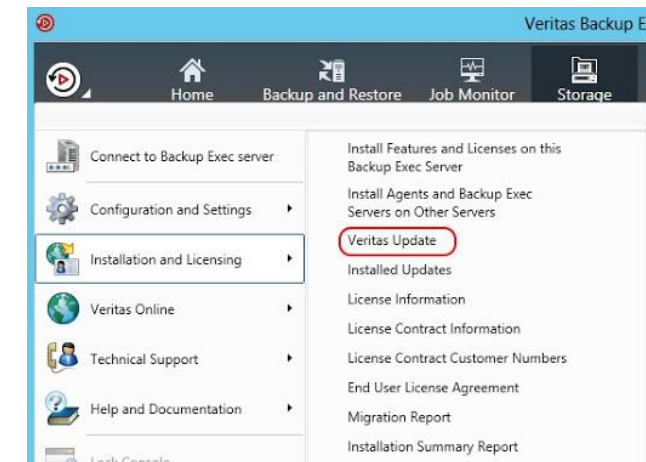 Veritas Backup E
Home
Backup and Restore
Job Monitor
Storage
Connect to Backup Exec server
Configuration and Settings
Installation and Licensing
Veritas Online
Technical Support
Help and Documentation
Lock Console
Install Features and Licenses on this
Backup Exec Server
Install Agents and Backup Exec
Servers on Other Servers
Veritas Update
Installed Updates
License Information
License Contract Information
License Contract Customer Numbers
End User License Agreement
Migration Report
Installation Summary Report